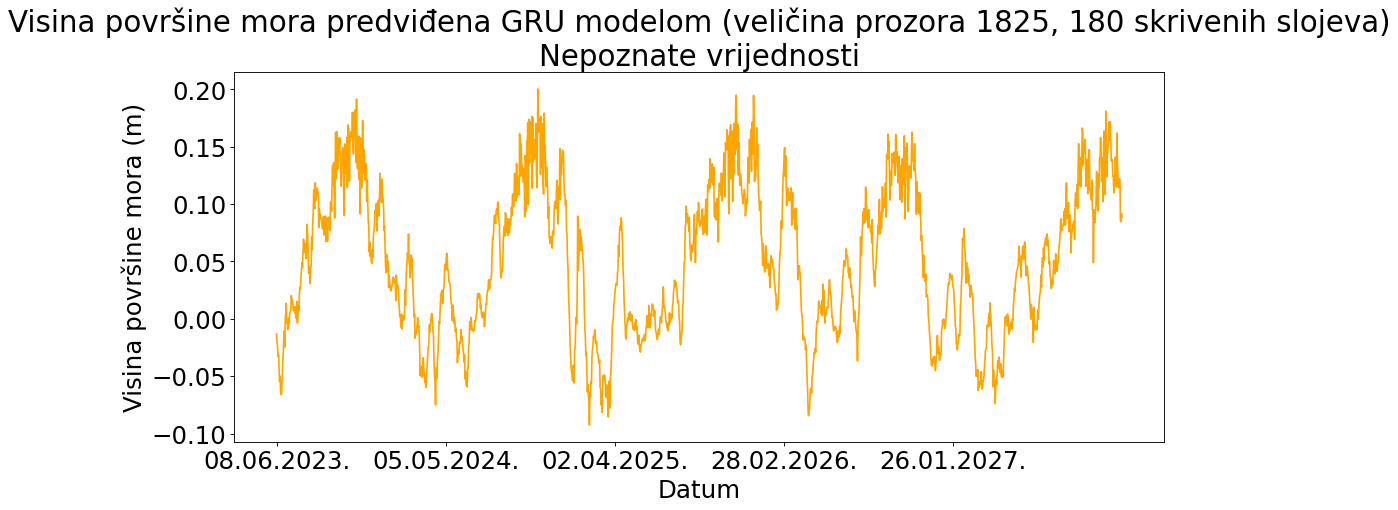 Visina površine mora predviđena GRU modelom (veličina prozora 1825, 180 skrivenih slojeva)
Nepoznate vrijednosti
Visina površine mora (m)
0.20
0.15
0.10
0.05
0.00
−0.05
−0.10
08.06.2023. 05.05.2024. 02.04.2025. 28.02.2026. 26.01.2027.
Datum